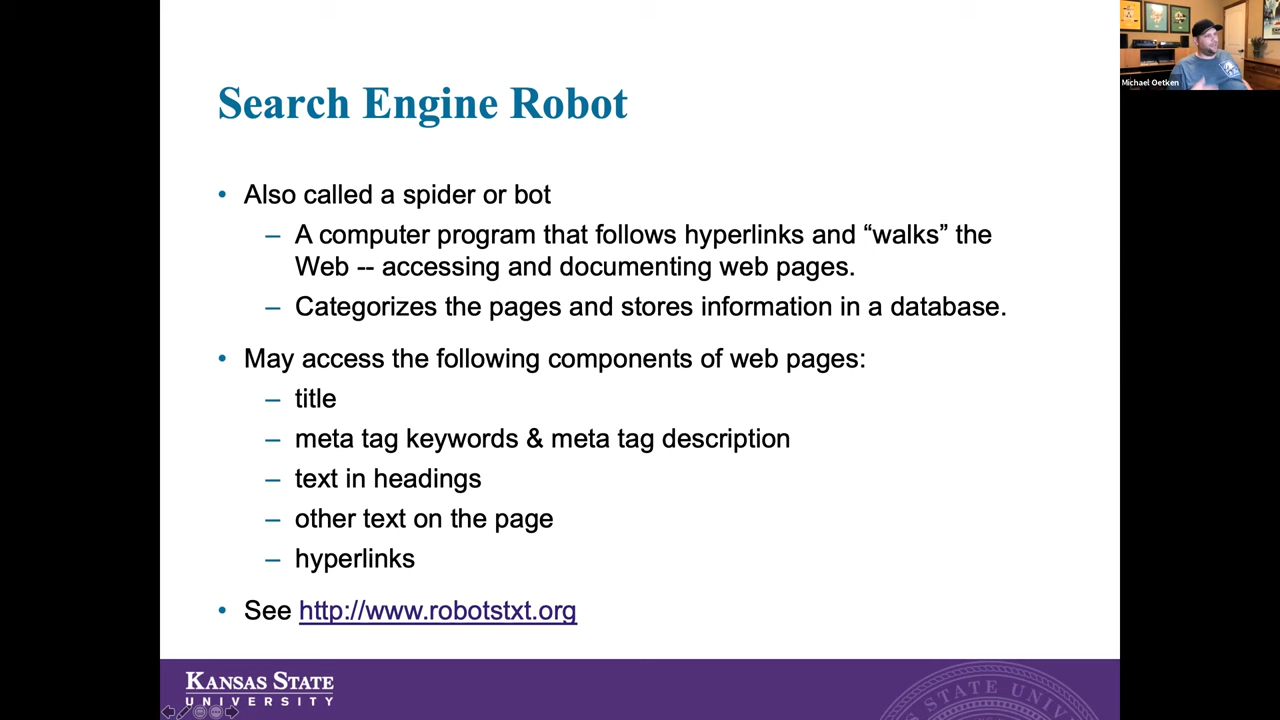 Search Engine Robot
Michael Oetken
• Also called a spider or bot
– A computer program that follows hyperlinks and “walks” the
Web -- accessing and documenting web pages.
– Categorizes the pages and stores information in a database.
• May access the following components of web pages:
– title
– meta tag keywords & meta tag description
– text in headings
– other text on the page
– hyperlinks
• See http://www.robotstxt.org
KANSAS STATE
UNIVERSITY
STATE UNI